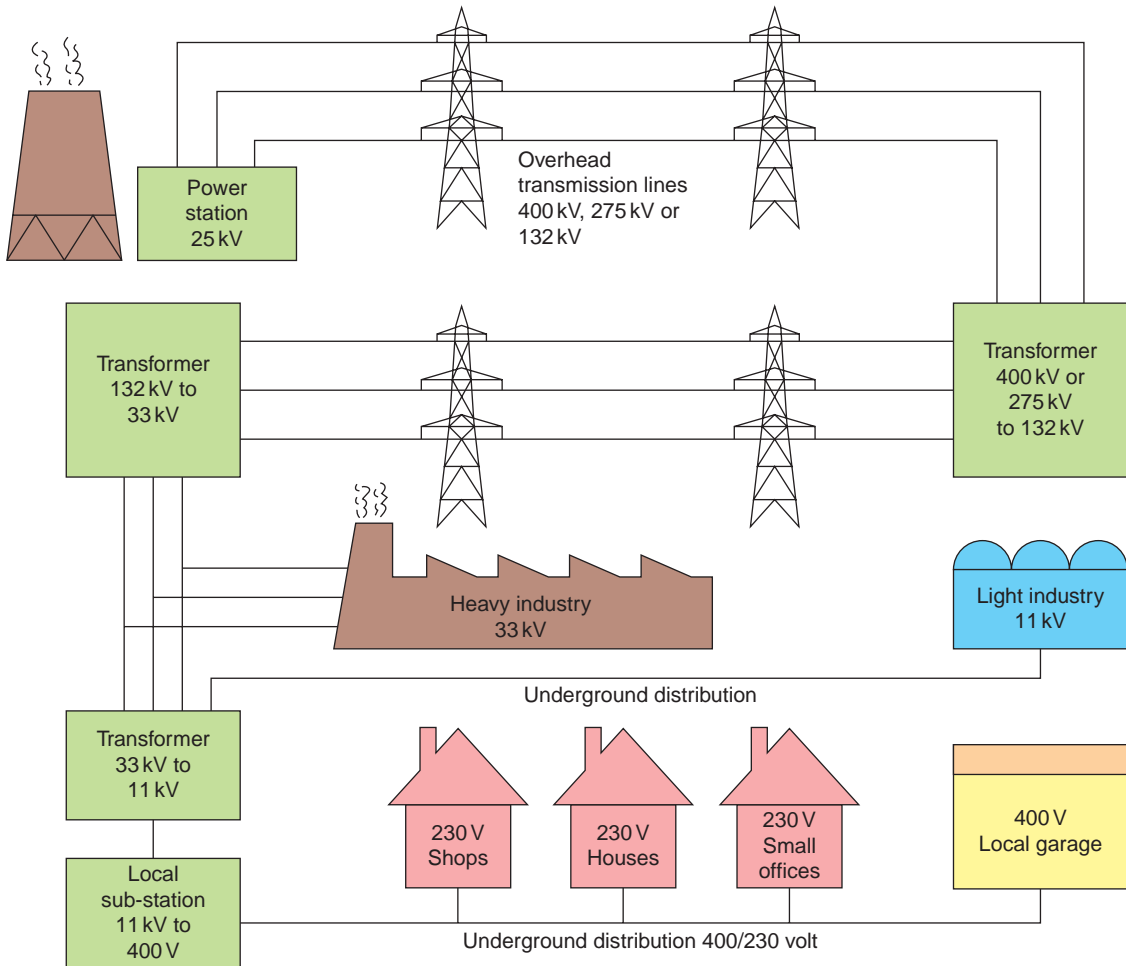 Power
station
25 kV
Overhead
transmission lines
400 kV, 275 kV or
132 kV
Transformer
132 kV to
33 kV
Transformer
400 kV or
275 kV
to 132 kV
Heavy industry
33 kV
Light industry
11 kV
Underground distribution
Transformer
33 kV to
11 kV
230 V
Shops
230 V
Houses
230 V
Small
offices
400 V
Local garage
Local
sub-station
11 kV to
400 V
Underground distribution 400/230 volt